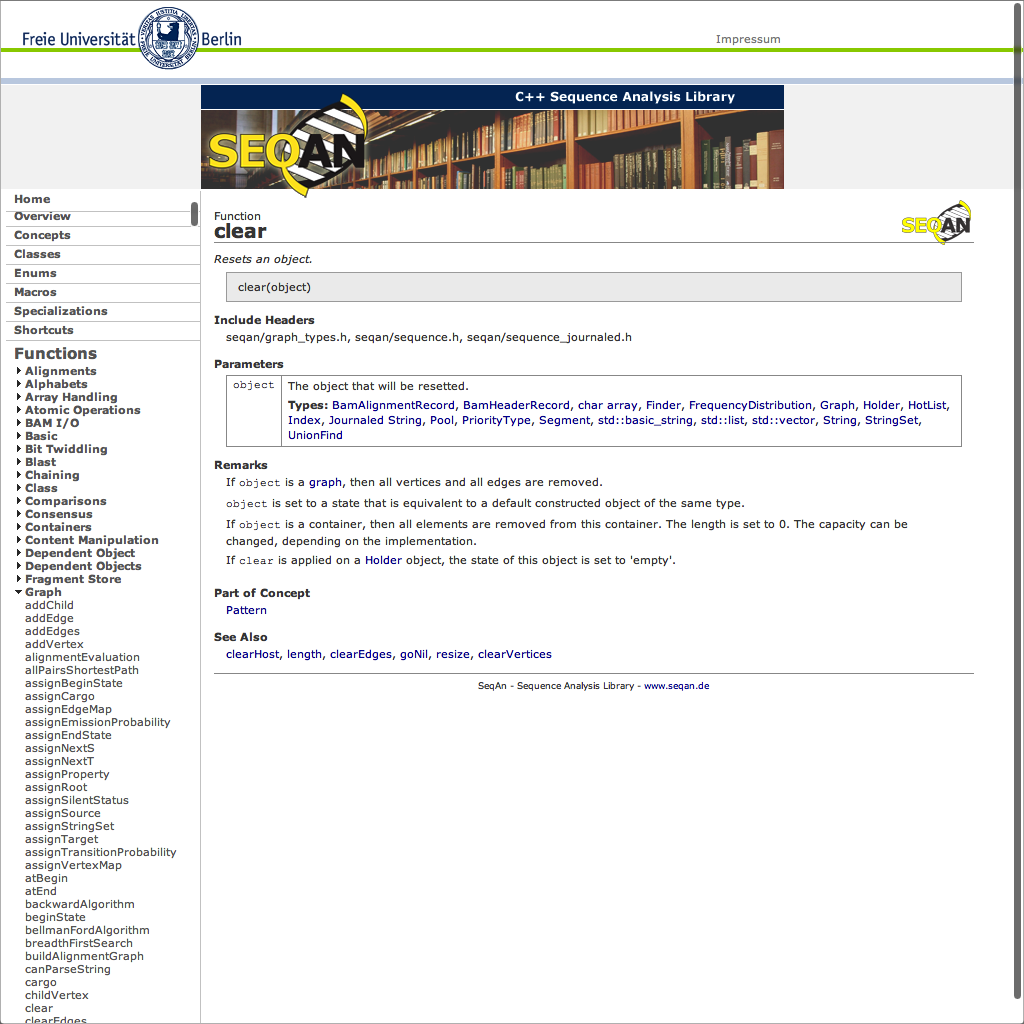 Freie Universität Berlin
Impressum
C++ Sequence Analysis Library
SEQAN
Home
Overview
Concepts
Classes
Enums
Macros
Specializations
Shortcuts
Functions
Alignments
Alphabets
Array Handling
Atomic Operations
BAM I/O
Basic
Bit Twiddling
Blast
Chaining
Class
Comparisons
Consensus
Containers
Content Manipulation
Dependent Object
Dependent Objects
Fragment Store
Graph
addChild
addEdge
addEdges
addVertex
alignmentEvaluation
allPairsShortestPath
assignBeginState
assignCargo
assignEdgeMap
assignEmissionProbability
assignEndState
assignNextS
assignNextT
assignProperty
assignRoot
assignSilentStatus
assignSource
assignStringSet
assignTarget
assignTransitionProbability
assignVertexMap
atBegin
atEnd
backwardAlgorithm
beginState
bellmanFordAlgorithm
breadthFirstSearch
buildAlignmentGraph
canParseString
cargo
childVertex
clear
clearEdges
Function
clear
SEQAN
Resets an object.
clear(object)
Include Headers
seqan/graph_types.h, seqan/sequence.h, seqan/sequence_journaled.h
Parameters
object
The object that will be resetted.
Types: BamAlignmentRecord, BamHeaderRecord, char array, Finder, FrequencyDistribution, Graph, Holder, HotList,
Index, Journaled String, Pool, PriorityType, Segment, std::basic_string, std::list, std::vector, String, StringSet,
UnionFind
Remarks
If object is a graph, then all vertices and all edges are removed.
object is set to a state that is equivalent to a default constructed object of the same type.
If object is a container, then all elements are removed from this container. The length is set to 0. The capacity can be
changed, depending on the implementation.
If clear is applied on a Holder object, the state of this object is set to 'empty'.
Part of Concept
Pattern
See Also
clearHost, length, clearEdges, goNil, resize, clearVertices
SeqAn - Sequence Analysis Library - www.seqan.de